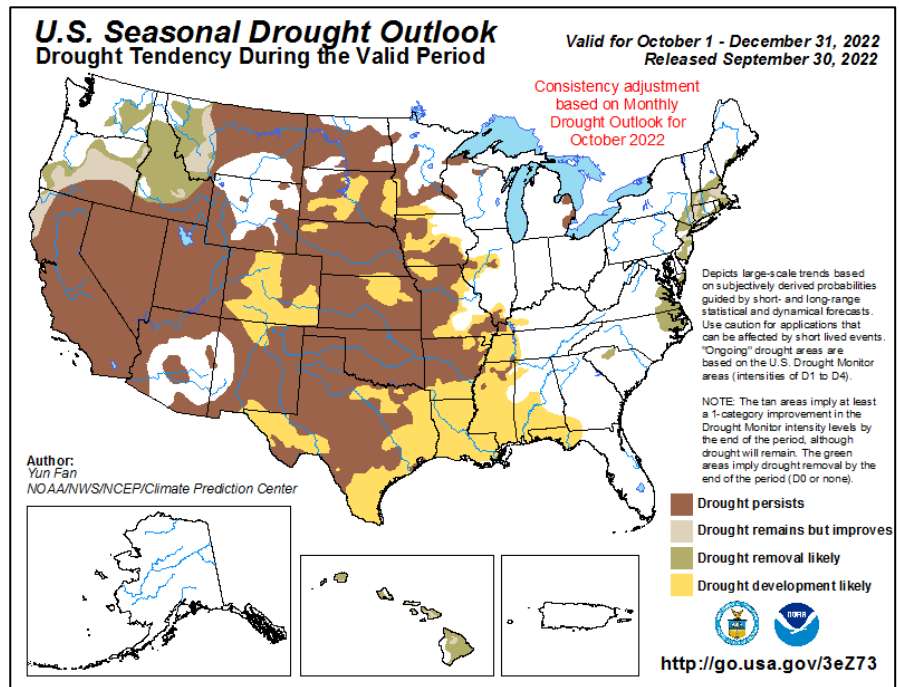 U.S. Seasonal Drought Outlook
Drought Tendency During the Valid Period
Valid for October 1 - December 31, 2022
Released September 30, 2022
Consistency adjustment
based on Monthly
Drought Outlook for
October 2022
Depicts large-scale trends based
on subjectively derived probabilities
guided by short- and long-range
statistical and dynamical forecasts.
Use caution for applications that
can be affected by short lived events.
"Ongoing" drought areas are
based on the U.S. Drought Monitor
areas (intensities of D1 to D4).
NOTE: The tan areas imply at least
a 1-category improvement in the
Drought Monitor intensity levels by
the end of the period, although
drought will remain. The green
areas imply drought removal by the
end of the period (D0 or none).
Author:
Yun Fan
NOAA/NWS/NCEP/Climate Prediction Center
Drought persists
Drought remains but improves
Drought removal likely
Drought development likely
NOAA
http://go.usa.gov/3eZ73